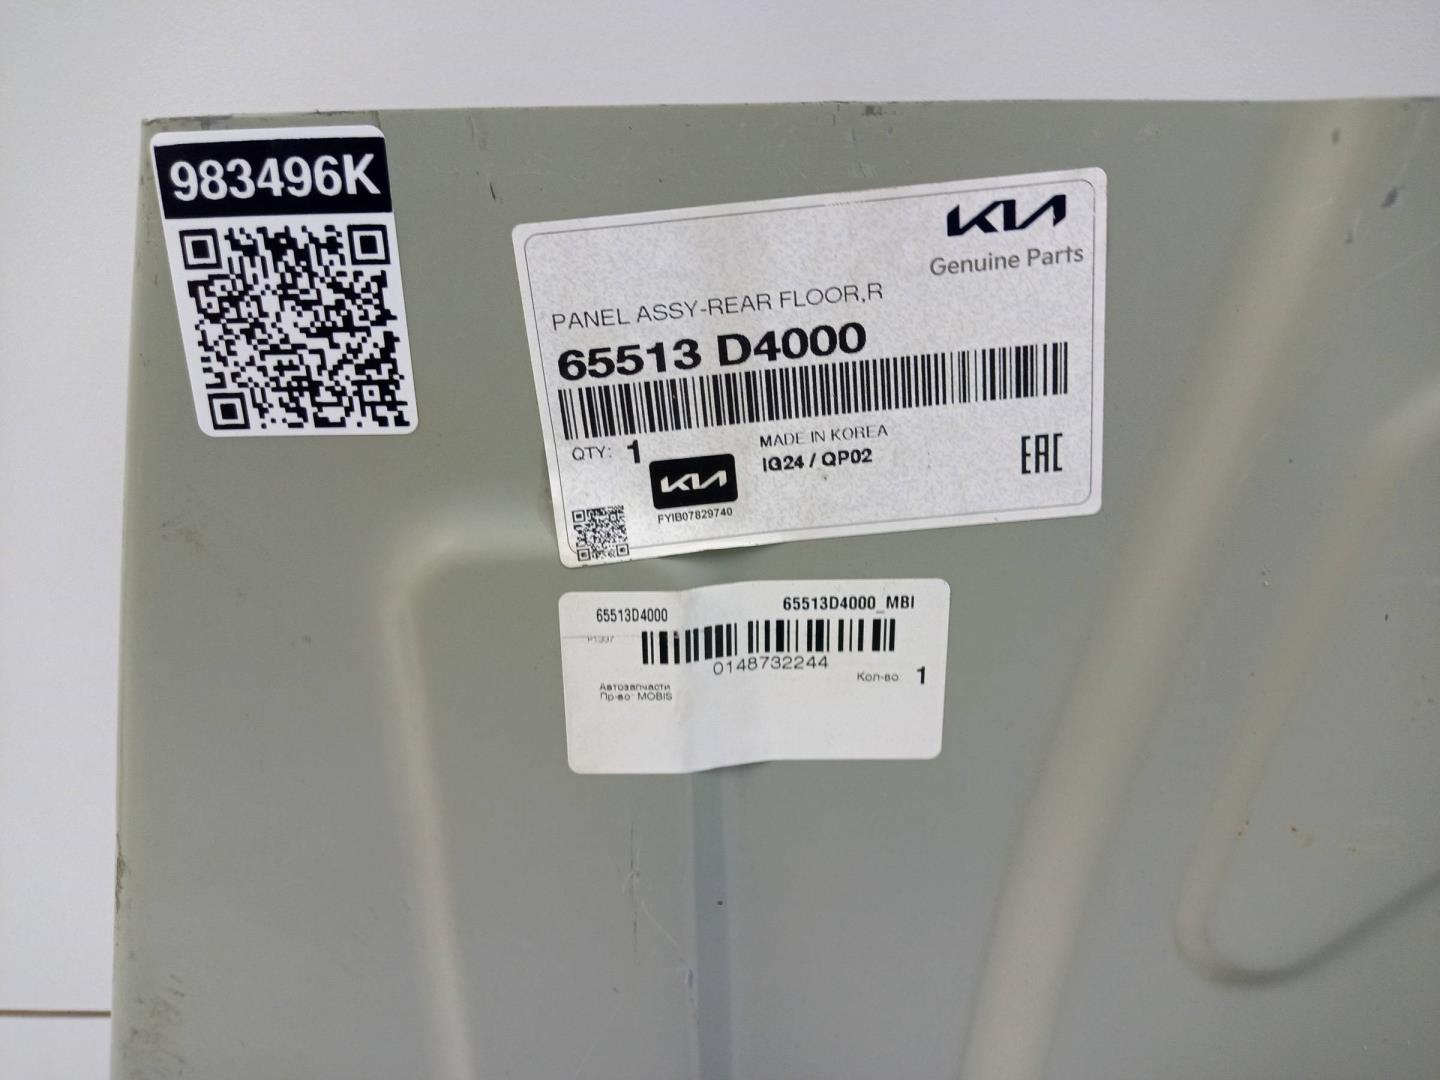 983496K
KIA
Genuine Parts
PANEL ASSY-REAR FLOOR,R
65513 D4000
QTY: 1
MADE IN KOREA
IG24 / QP02
EAC
KIA
FYIB07829740
65513D4000
65513D4000_MBI
0148732244
Автозапчасти
Пр-во MOBIS
Кол-во 1